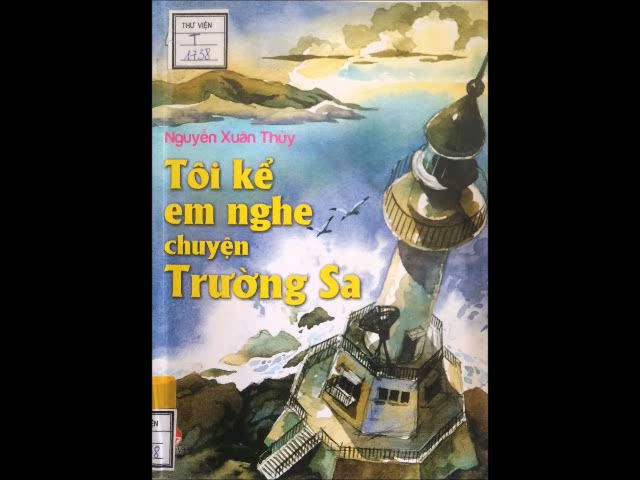 THƯ VIỆN
T
1738
Nguyễn Xuân Thủy
Tôi kể
em nghe
chuyện
Trường Sa